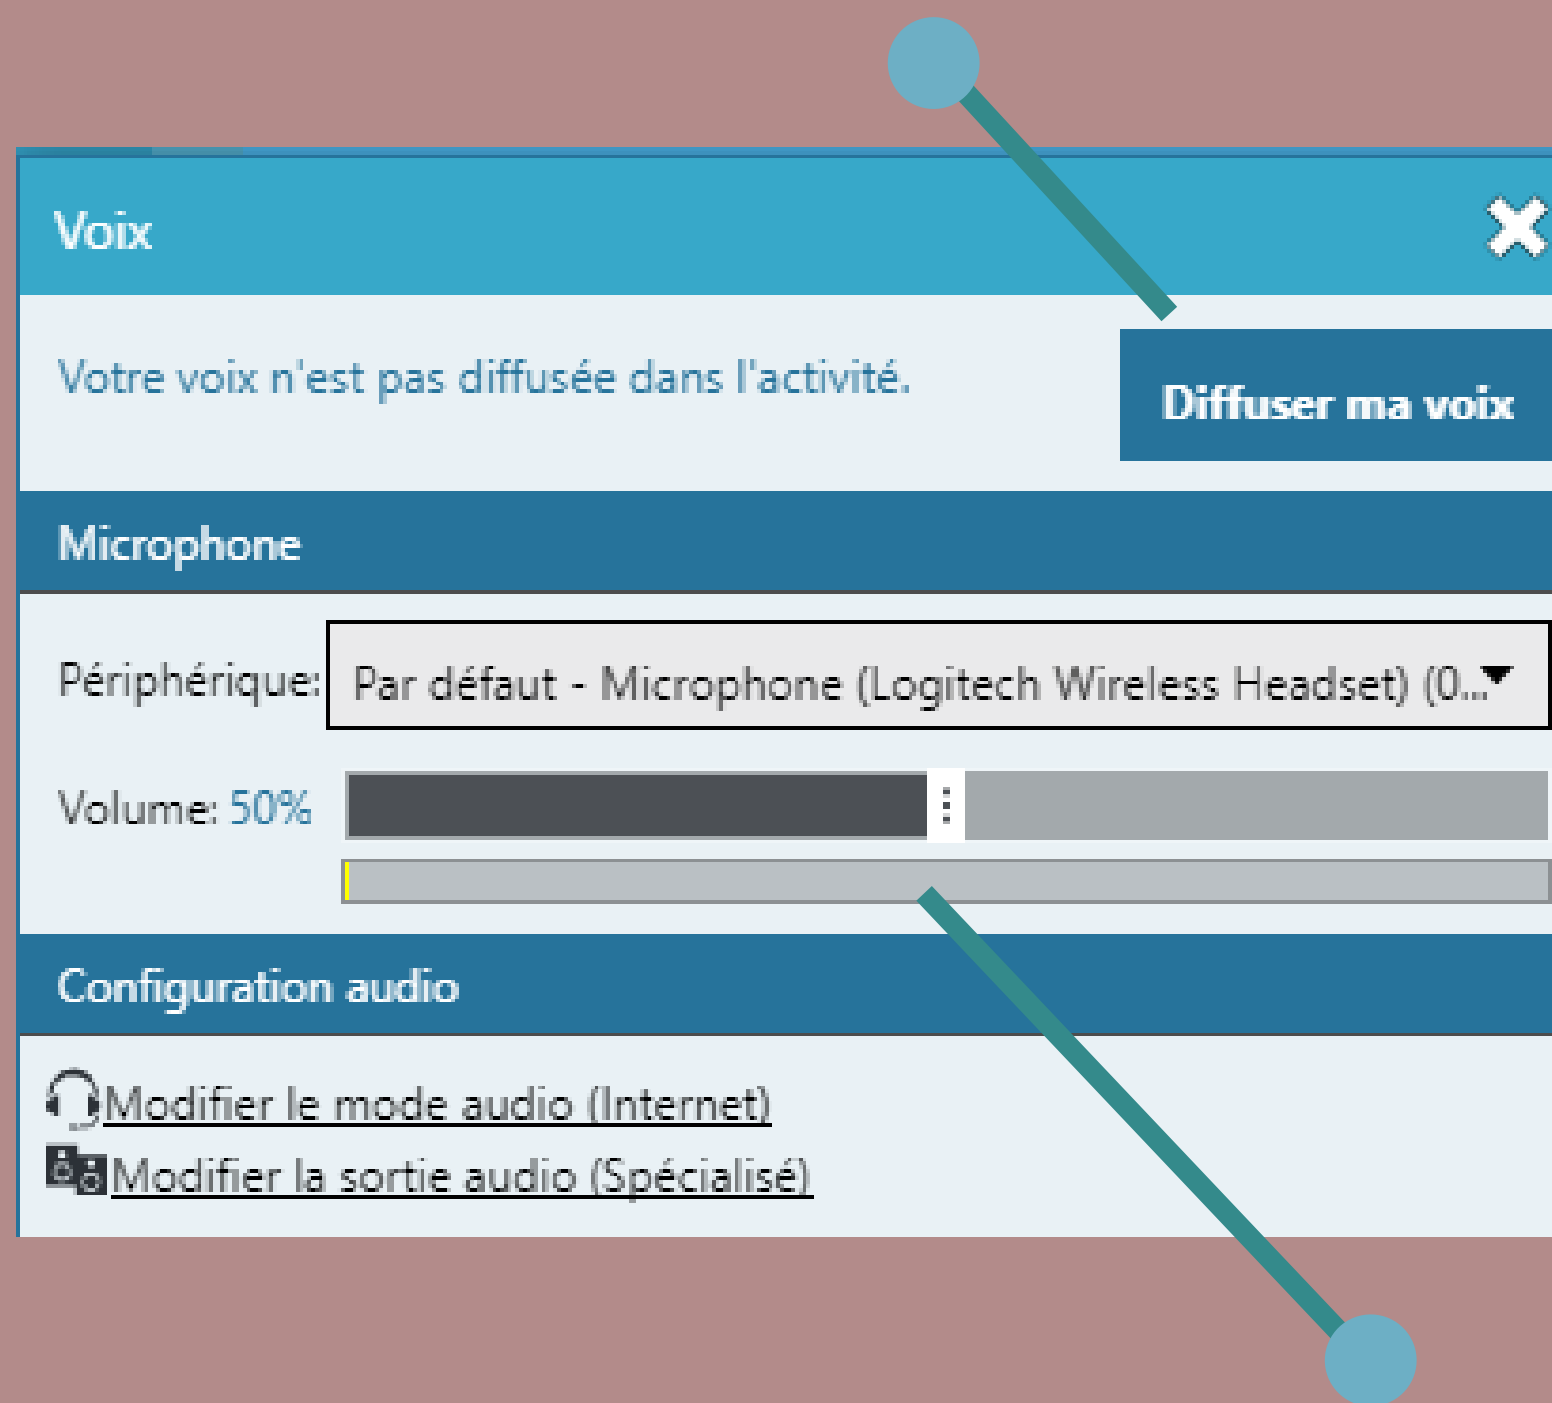 Voix
Votre voix n'est pas diffusée dans l'activité.
Diffuser ma voix
Microphone
Périphérique: Par défaut - Microphone (Logitech Wireless Headset) (0...
Volume: 50%
Configuration audio
Modifier le mode audio (Internet)
Modifier la sortie audio (Spécialisé)